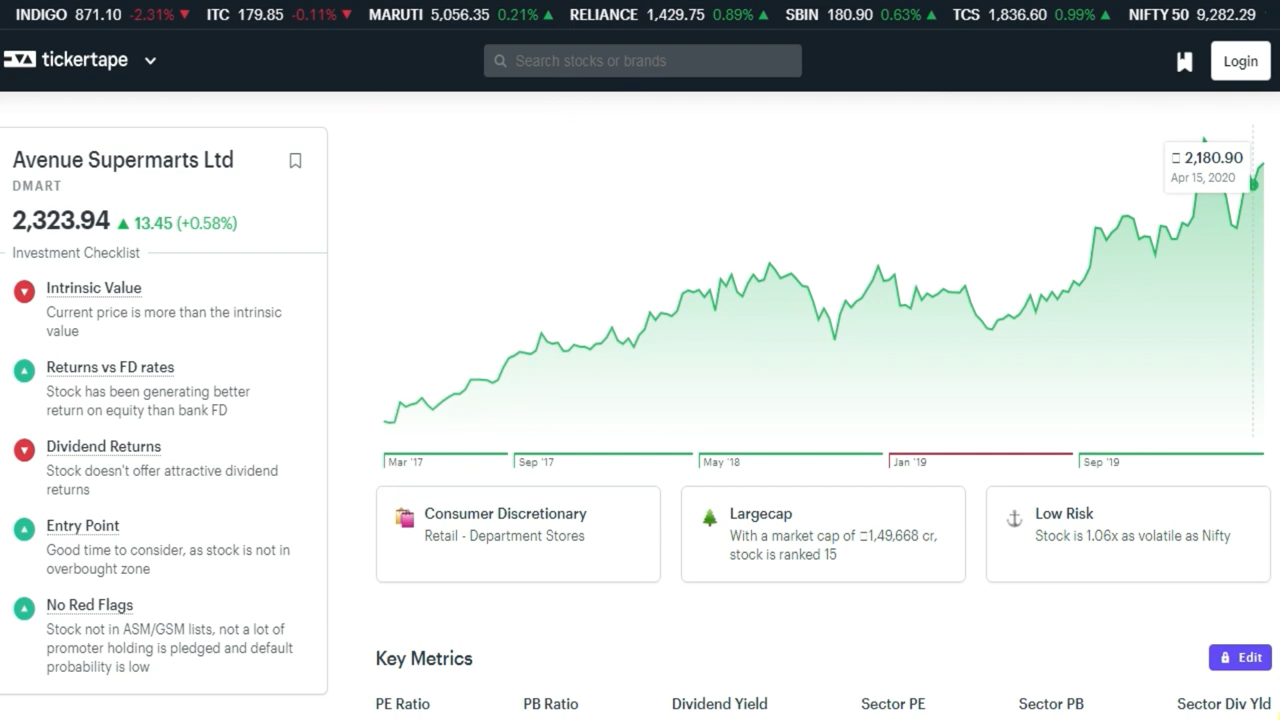 INDIGO 871.10 -2.31% ▼ ITC 179.85 -0.11% ▼ MARUTI 5,056.35 0.21% ▲ RELIANCE 1,429.75 0.89% ▲ SBIN 180.90 0.63% ▲ TCS 1,836.60 0.99% ▲ NIFTY 50 9,282.29
tickertape
Search stocks or brands
Login
Avenue Supermarts Ltd
DMART
2,323.94 ▲ 13.45 (+0.58%)
Investment Checklist
Intrinsic Value
Current price is more than the intrinsic
value
Returns vs FD rates
Stock has been generating better
return on equity than bank FD
Dividend Returns
Stock doesn't offer attractive dividend
returns
Entry Point
Good time to consider, as stock is not in
overbought zone
No Red Flags
Stock not in ASM/GSM lists, not a lot of
promoter holding is pledged and default
probability is low
▯ 2,180.90
Apr 15, 2020
Mar '17 Sep '17 May '18 Jan '19 Sep '19
Consumer Discretionary
Retail - Department Stores
Largecap
With a market cap of ▯1,49,668 cr,
stock is ranked 15
Low Risk
Stock is 1.06x as volatile as Nifty
Key Metrics
Edit
PE Ratio PB Ratio Dividend Yield Sector PE Sector PB Sector Div Yld